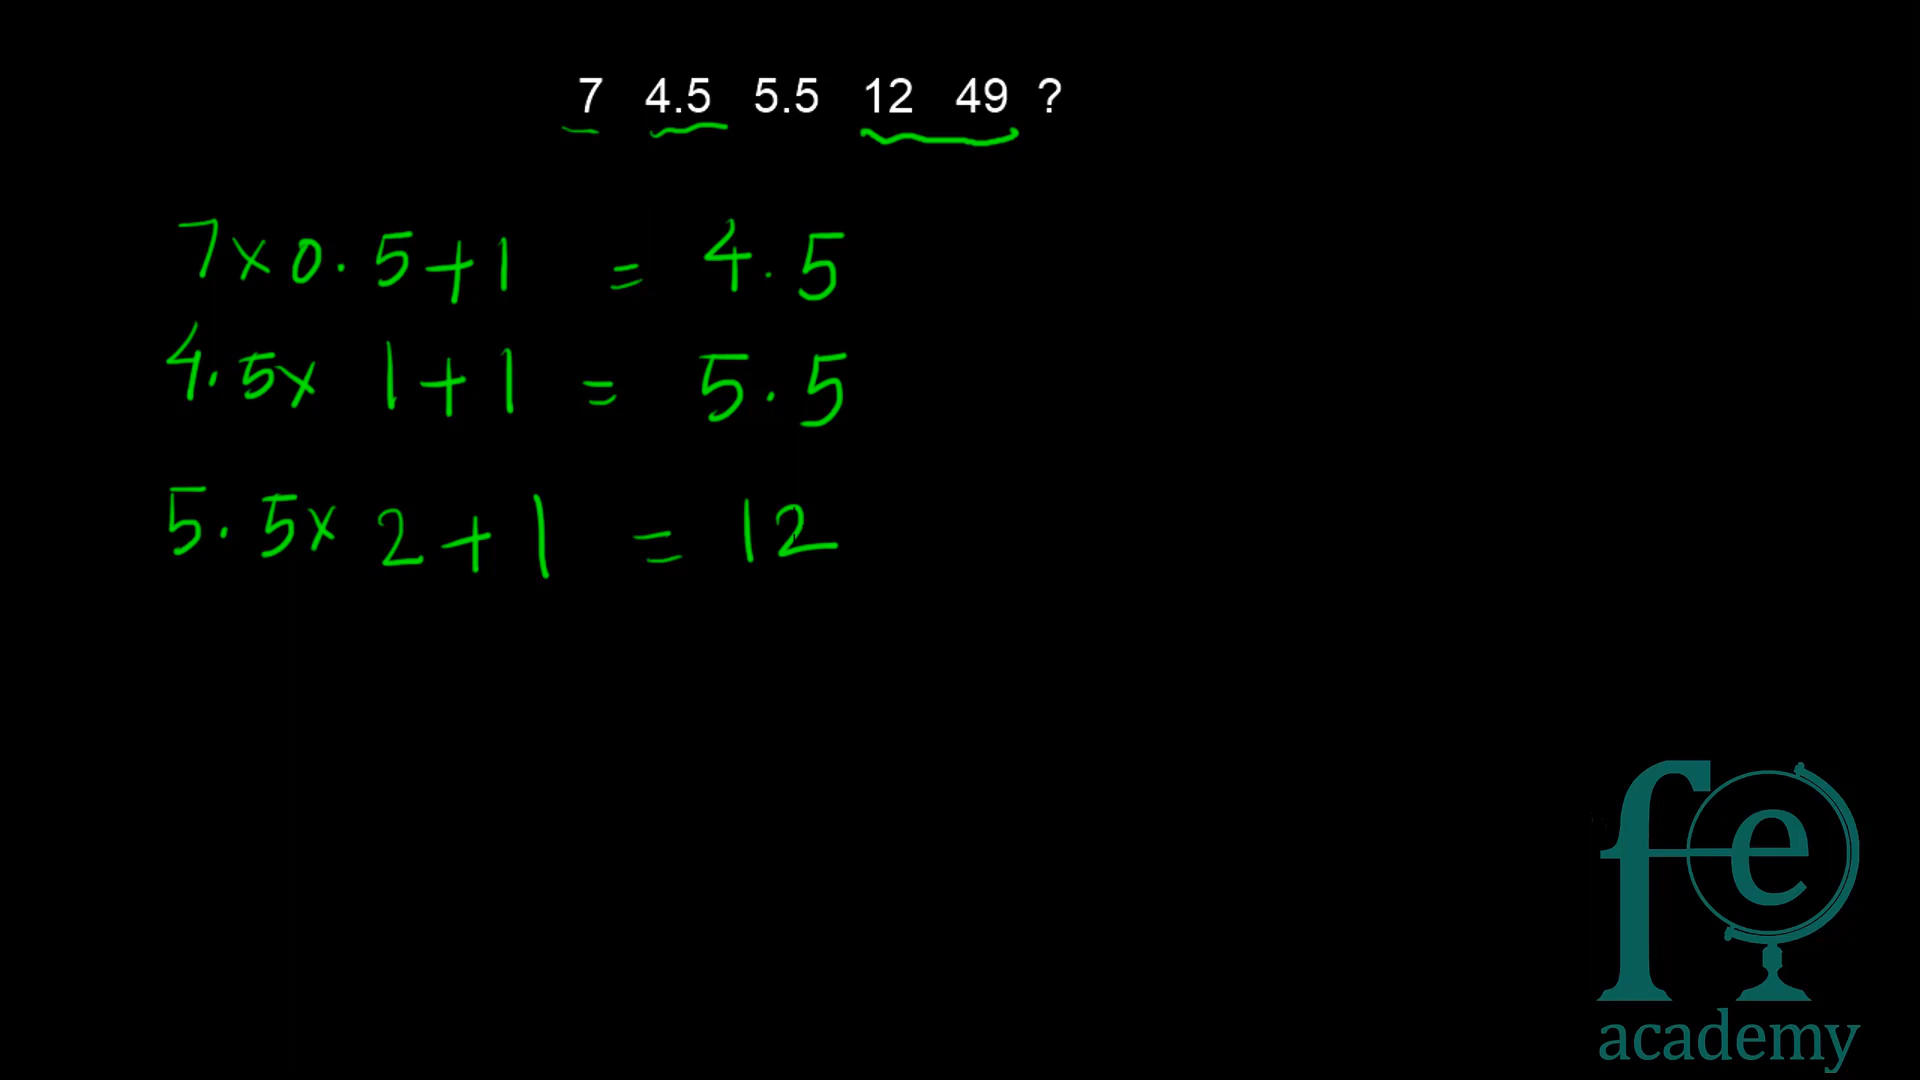 7 4.5 5.5 12 49 ?
7×0.5+1 = 4.5
4.5× 1+1 = 5.5
5.5× 2+1 = 12
fe
academy